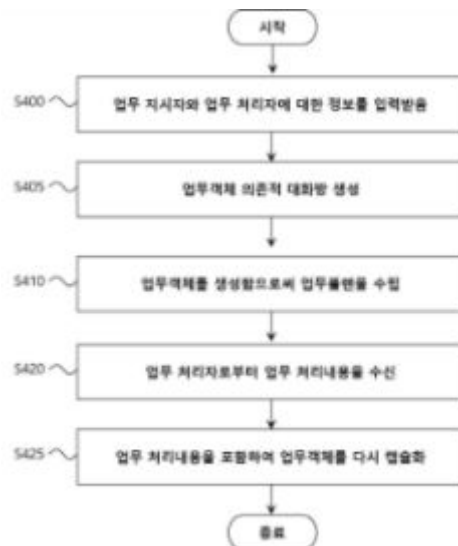 시작
S400
업무 지시자와 업무 처리자에 대한 정보를 입력받음
S405
업무객체 의존적 대화방 생성
S410
업무객체를 생성함으로써 업무플랜을 수립
S420
업무 처리자로부터 업무 처리내용을 수신
S425
업무 처리내용을 포함하여 업무객체를 다시 캡슐화
종료